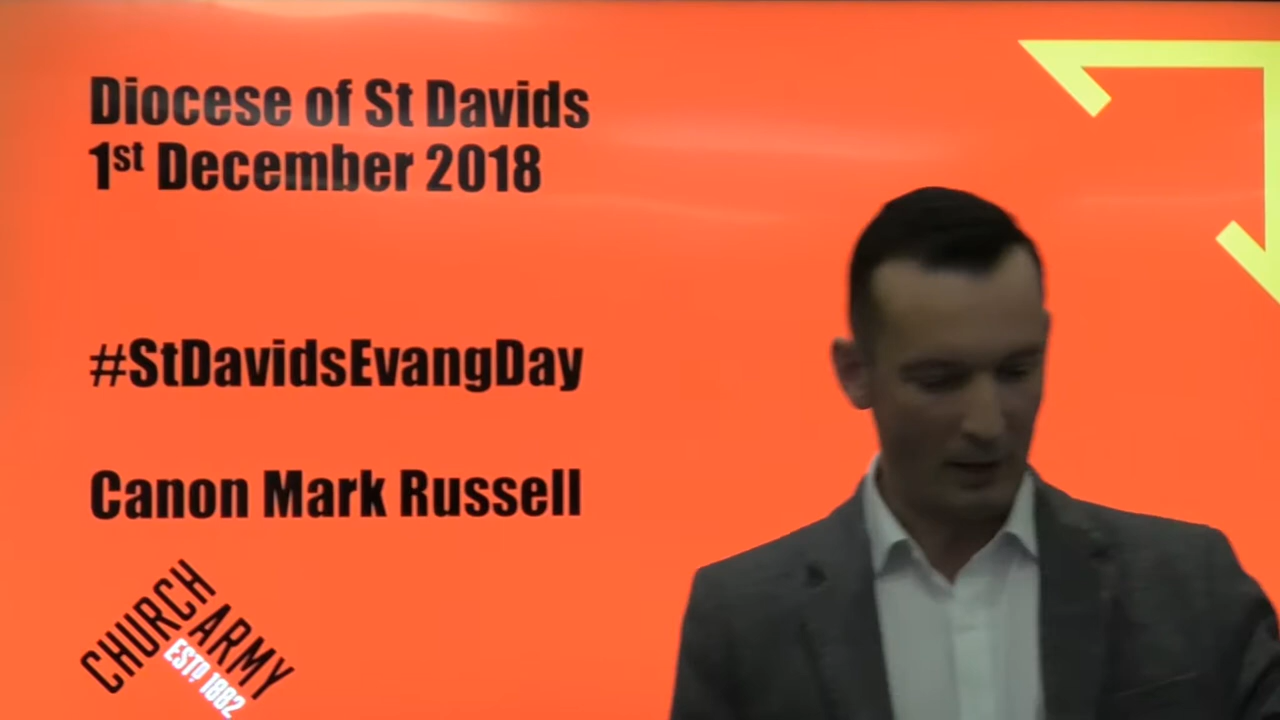 Diocese of St Davids
1st December 2018
#StDavidsEvangDay
Canon Mark Russell
CHURCH
ARMY
ESTD 1882